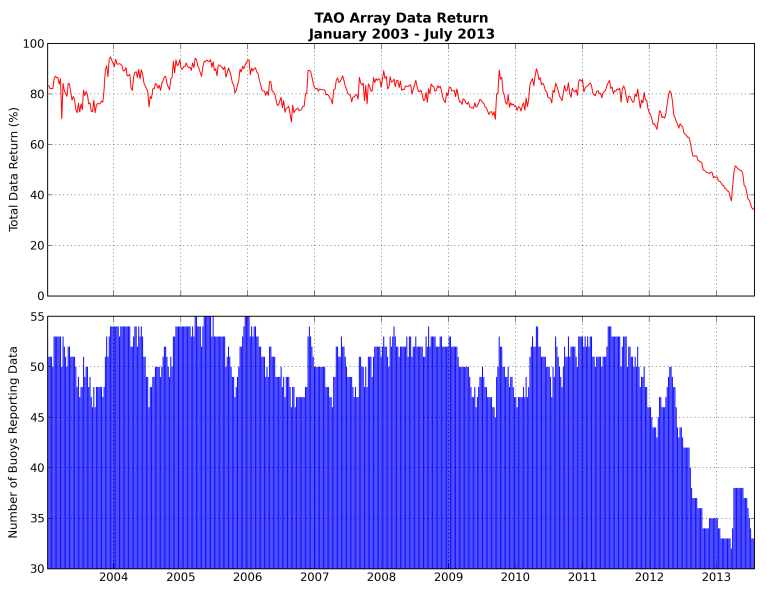 TAO Array Data Return
January 2003 - July 2013
Total Data Return (%)
100
80
60
40
20
0
Number of Buoys Reporting Data
55
50
45
40
35
30
2004 2005 2006 2007 2008 2009 2010 2011 2012 2013